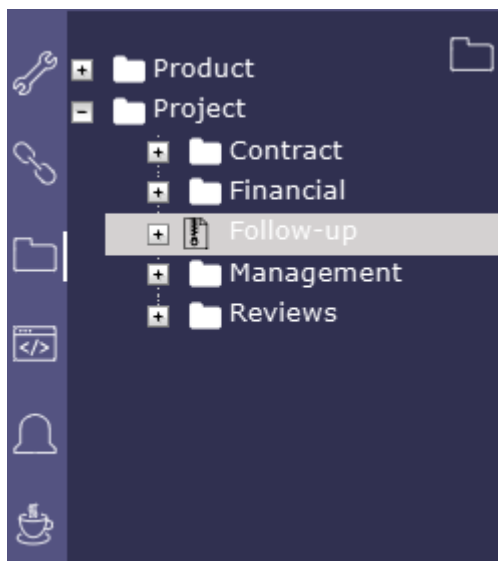 Product
Project
Contract
Financial
Follow-up
Management
Reviews